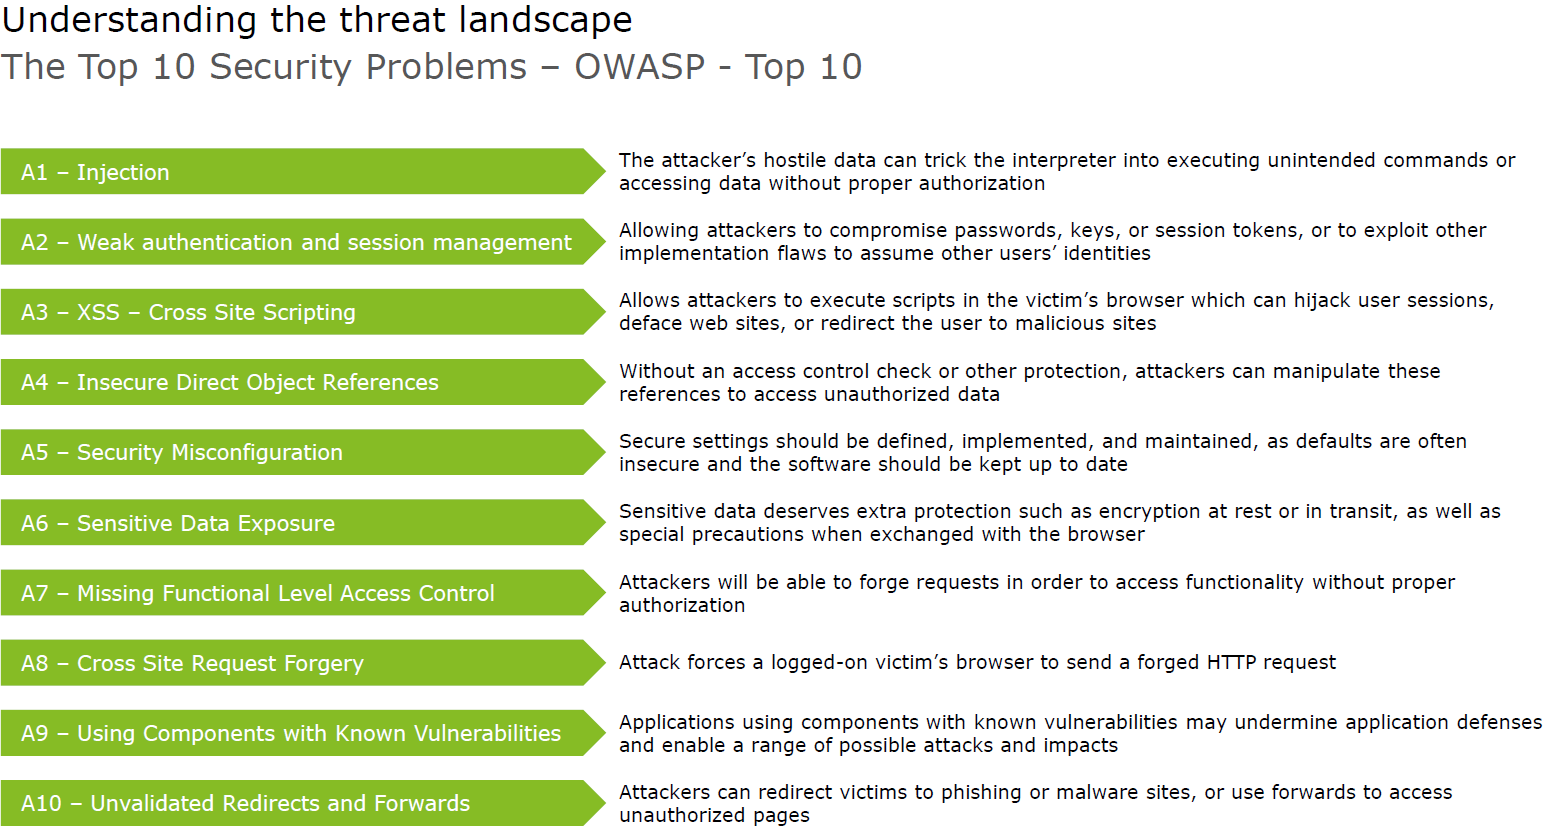 Understanding the threat landscape
The Top 10 Security Problems – OWASP - Top 10
A1 – Injection
The attacker’s hostile data can trick the interpreter into executing unintended commands or
accessing data without proper authorization
A2 – Weak authentication and session management
Allowing attackers to compromise passwords, keys, or session tokens, or to exploit other
implementation flaws to assume other users’ identities
A3 – XSS – Cross Site Scripting
Allows attackers to execute scripts in the victim’s browser which can hijack user sessions,
deface web sites, or redirect the user to malicious sites
A4 – Insecure Direct Object References
Without an access control check or other protection, attackers can manipulate these
references to access unauthorized data
A5 – Security Misconfiguration
Secure settings should be defined, implemented, and maintained, as defaults are often
insecure and the software should be kept up to date
A6 – Sensitive Data Exposure
Sensitive data deserves extra protection such as encryption at rest or in transit, as well as
special precautions when exchanged with the browser
A7 – Missing Functional Level Access Control
Attackers will be able to forge requests in order to access functionality without proper
authorization
A8 – Cross Site Request Forgery
Attack forces a logged-on victim’s browser to send a forged HTTP request
A9 – Using Components with Known Vulnerabilities
Applications using components with known vulnerabilities may undermine application defenses
and enable a range of possible attacks and impacts
A10 – Unvalidated Redirects and Forwards
Attackers can redirect victims to phishing or malware sites, or use forwards to access
unauthorized pages